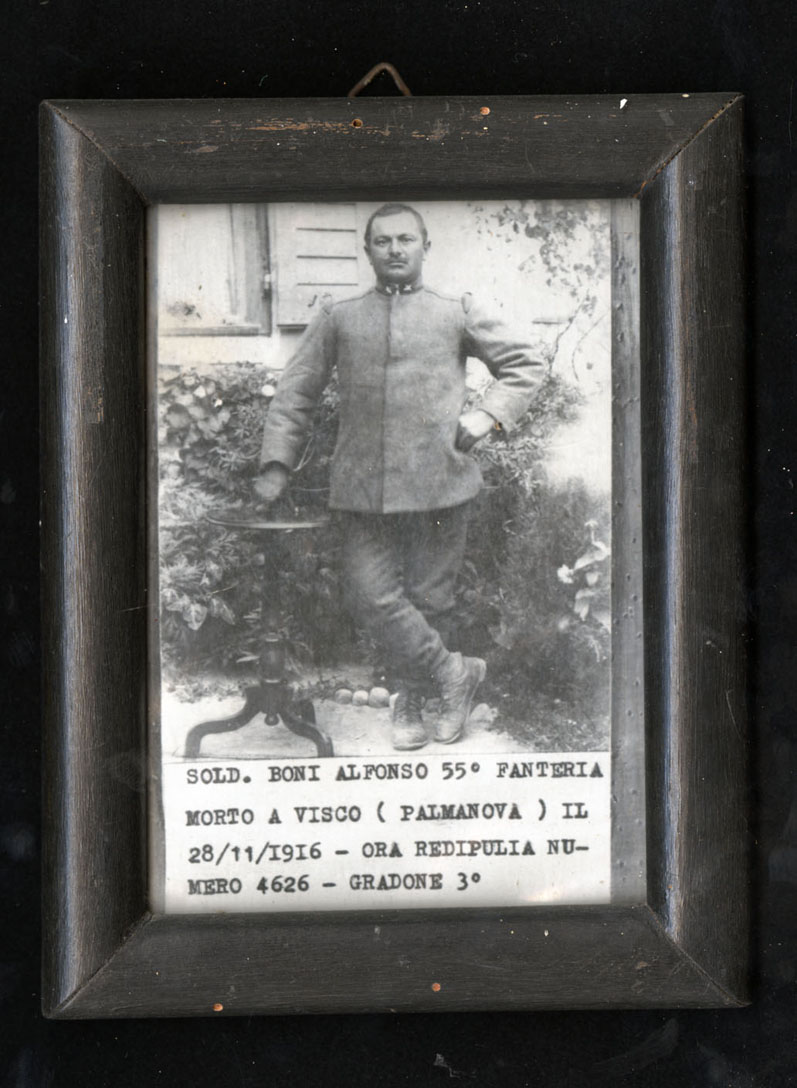 SOLD. BONI ALFONSO 55° FANTERIA
MORTO A VISCO ( PALMANOVA ) IL
28/11/1916 - ORA REDIPULIA NU-
MERO 4626 - GRADONE 3°